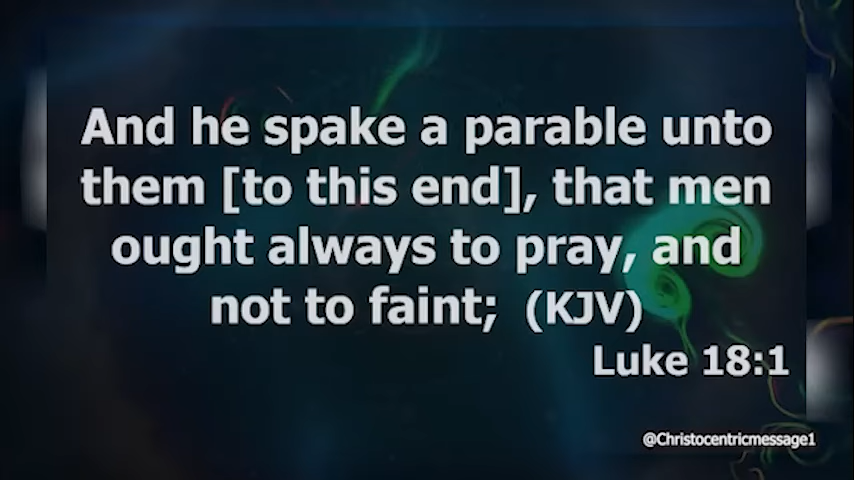 And he spake a parable unto
them [to this end], that men
ought always to pray, and
not to faint; (KJV)
Luke 18:1
@Christocentricmessage1